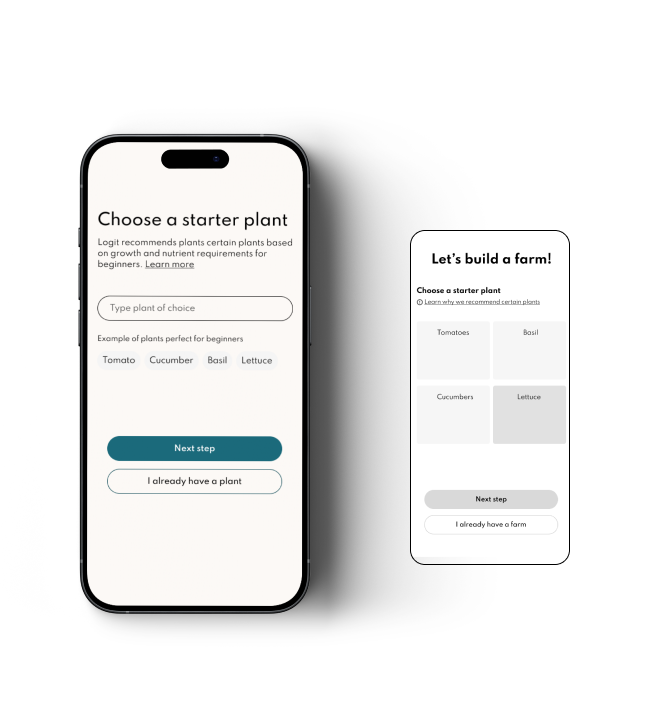 Choose a starter plant
Logit recommends plants certain plants based
on growth and nutrient requirements for
beginners. Learn more
Type plant of choice
Example of plants perfect for beginners
Tomato Cucumber Basil Lettuce
Next step
I already have a plant
Let's build a farm!
Choose a starter plant
Learn why we recommend certain plants
Tomatoes Basil
Cucumbers Lettuce
Next step
I already have a farm